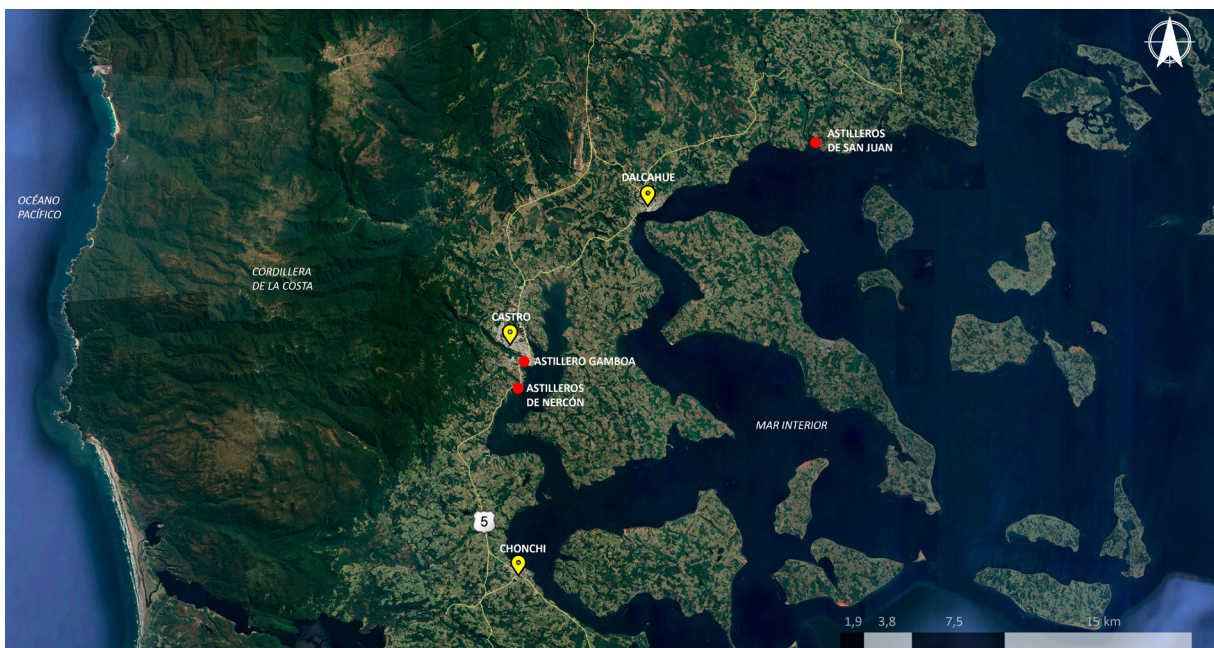 ASTILLEROS
DE SAN JUAN
DALCAHUE
OCÉANO
PACÍFICO
CORDILLERA
DE LA COSTA
CASTRO
ASTILLERO GAMBOA
ASTILLEROS
DE NERCÓN
MAR INTERIOR
5
CHONCHI
1,9 3,8 7,5 15 km